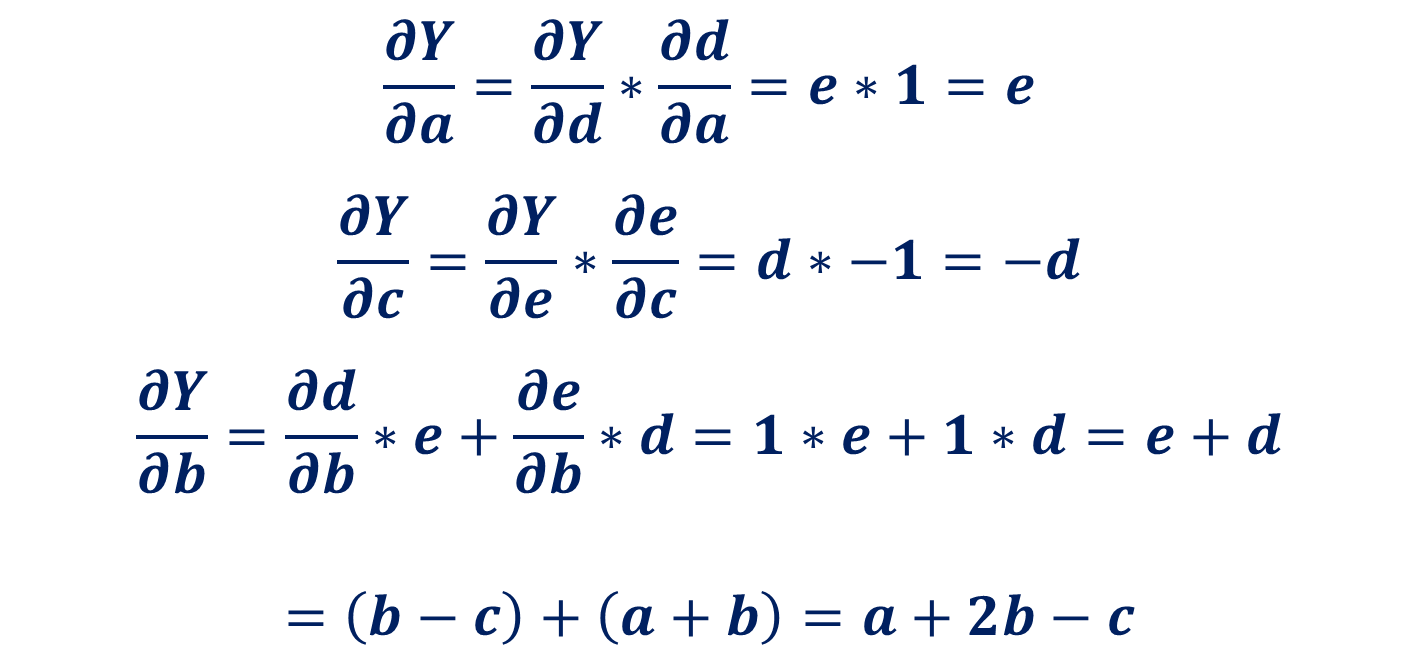 ∂Y/∂a = ∂Y/∂d * ∂d/∂a = e * 1 = e
∂Y/∂c = ∂Y/∂e * ∂e/∂c = d * −1 = −d
∂Y/∂b = ∂d/∂b * e + ∂e/∂b * d = 1 * e + 1 * d = e + d
= (b − c) + (a + b) = a + 2b − c